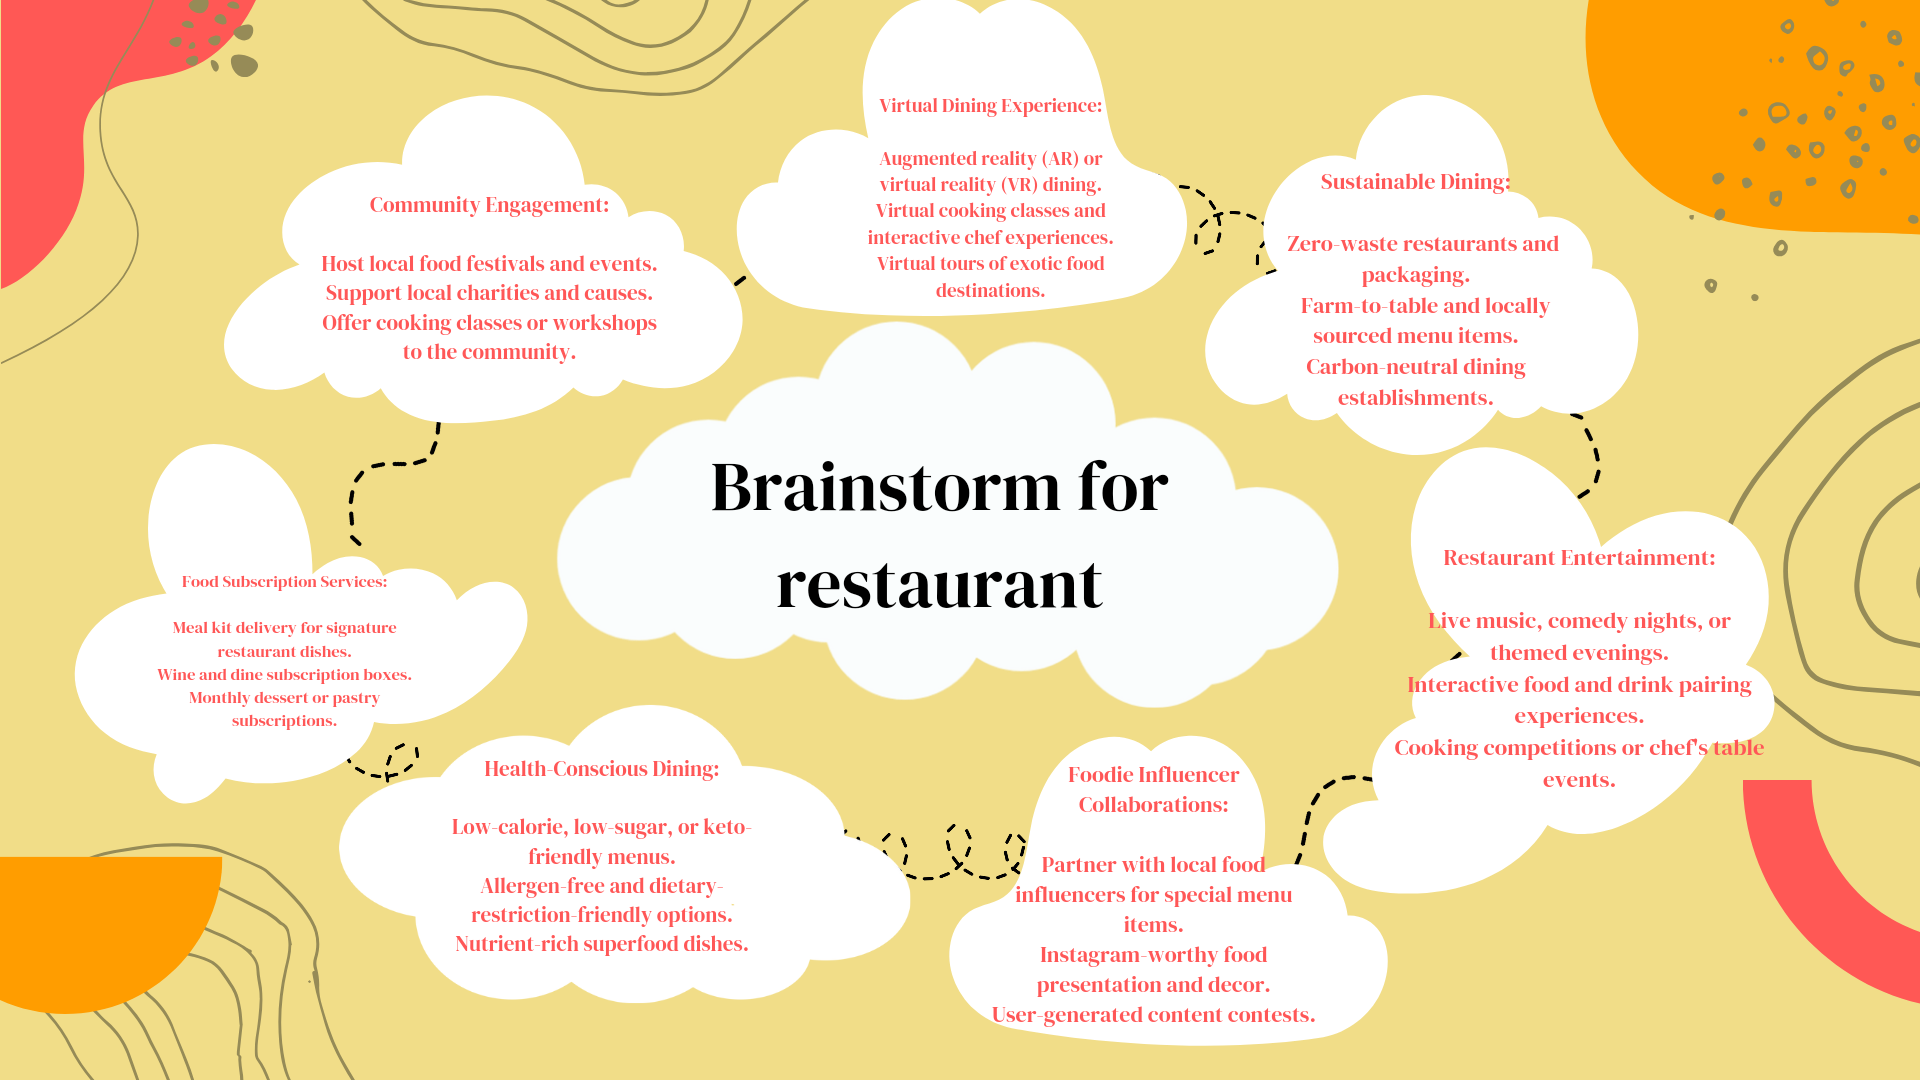 Virtual Dining Experience:
Augmented reality (AR) or
virtual reality (VR) dining.
Virtual cooking classes and
interactive chef experiences.
Virtual tours of exotic food
destinations.
Community Engagement:
Host local food festivals and events.
Support local charities and causes.
Offer cooking classes or workshops
to the community.
Sustainable Dining:
Zero-waste restaurants and
packaging.
Farm-to-table and locally
sourced menu items.
Carbon-neutral dining
establishments.
Brainstorm for
restaurant
Food Subscription Services:
Meal kit delivery for signature
restaurant dishes.
Wine and dine subscription boxes.
Monthly dessert or pastry
subscriptions.
Restaurant Entertainment:
Live music, comedy nights, or
themed evenings.
Interactive food and drink pairing
experiences.
Cooking competitions or chef's table
events.
Health-Conscious Dining:
Low-calorie, low-sugar, or keto-
friendly menus.
Allergen-free and dietary-
restriction-friendly options.
Nutrient-rich superfood dishes.
Foodie Influencer
Collaborations:
Partner with local food
influencers for special menu
items.
Instagram-worthy food
presentation and decor.
User-generated content contests.